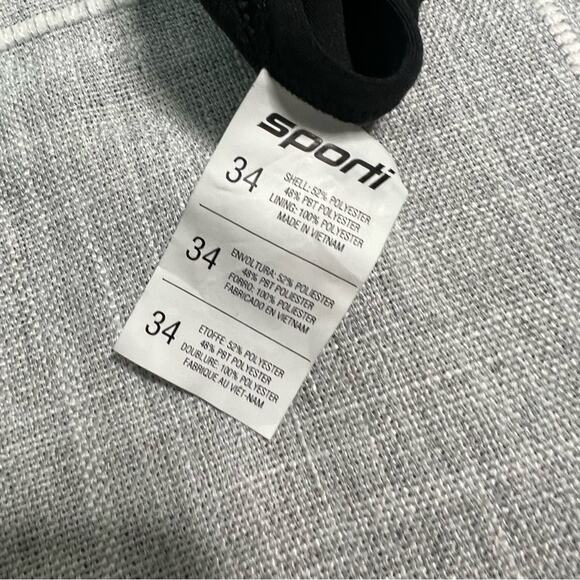 sporti
34
SHELL: 52% POLYESTER
48% PBT POLYESTER
LINING: 100% POLYESTER
MADE IN VIETNAM
34
ENVOLTURA: 52% POLIESTER
48% PBT POLIESTER
FORRO: 100% POLIESTER
FABRICADO EN VIETNAM
34
ETOFFE 52% POLYESTER
48% PBT POLYESTER
DOUBLURE: 100% POLYESTER
FABRIQUE AU VIÊT-NAM